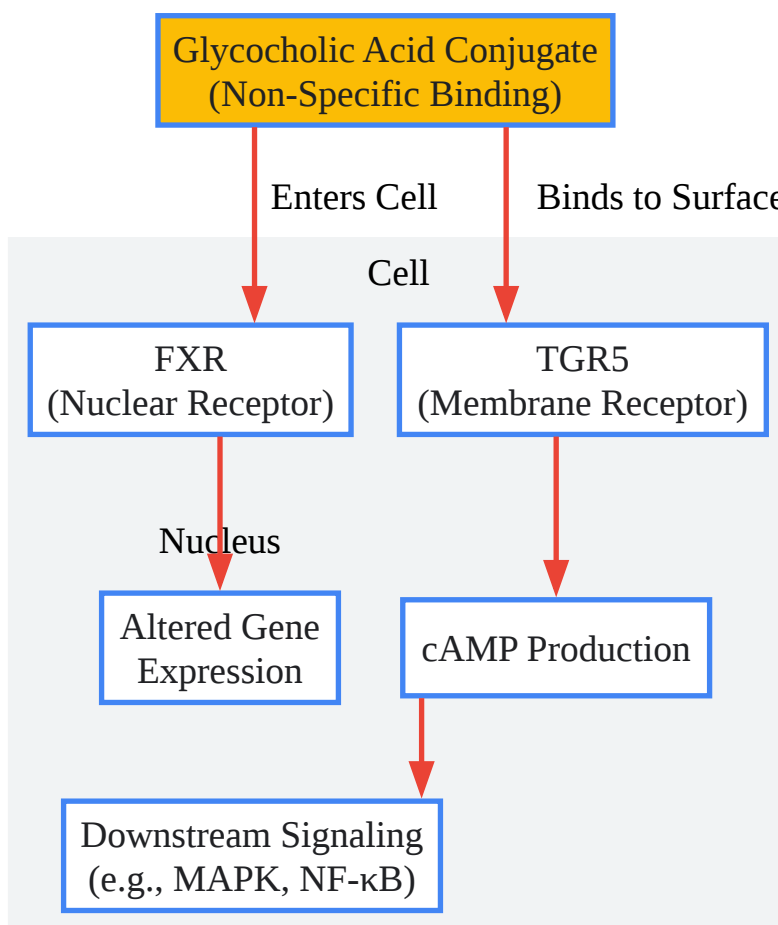 Glycocholic Acid Conjugate
(Non-Specific Binding)
Enters Cell
Binds to Surface
Cell
FXR
(Nuclear Receptor)
TGR5
(Membrane Receptor)
Nucleus
Altered Gene
Expression
cAMP Production
Downstream Signaling
(e.g., MAPK, NF-κB)